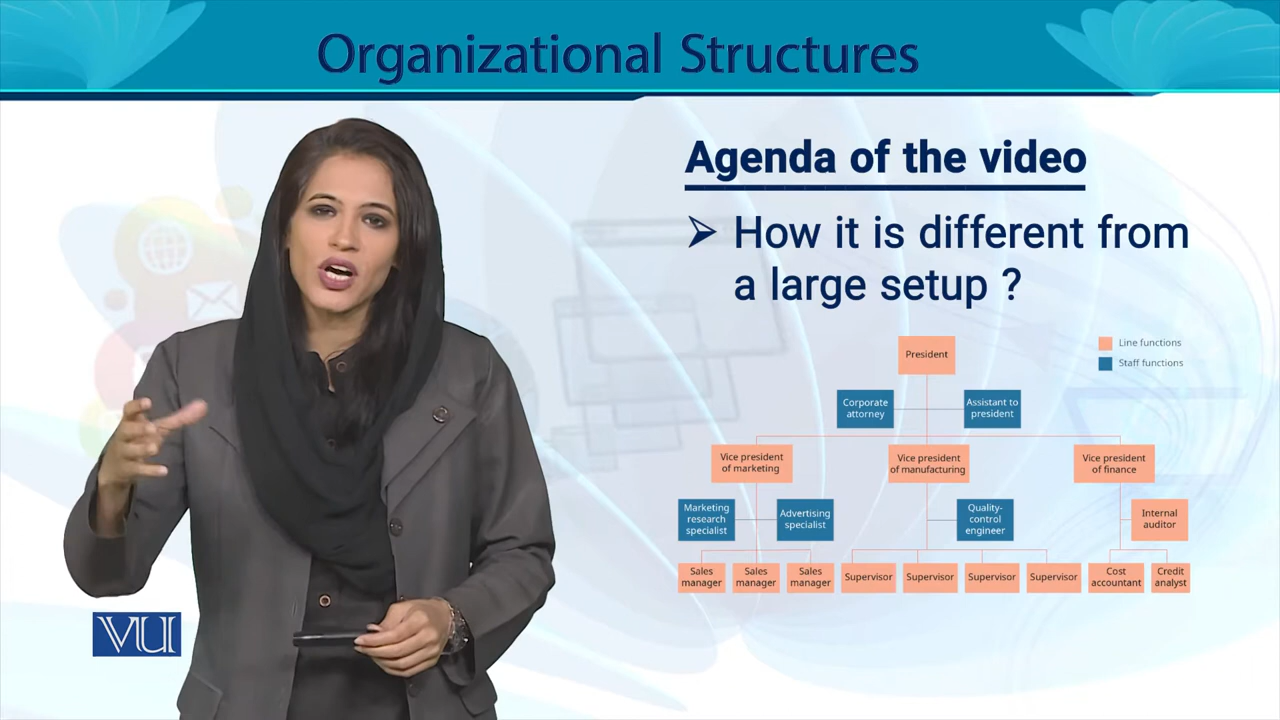 Organizational Structures
Agenda of the video
➢ How it is different from
a large setup ?
President
Line functions
Staff functions
Corporate
attorney
Assistant to
president
Vice president
of marketing
Vice president
of manufacturing
Vice president
of finance
Marketing
research
specialist
Advertising
specialist
Quality-
control
engineer
Internal
auditor
Sales
manager
Sales
manager
Sales
manager
Supervisor
Supervisor
Supervisor
Supervisor
Cost
accountant
Credit
analyst
VU